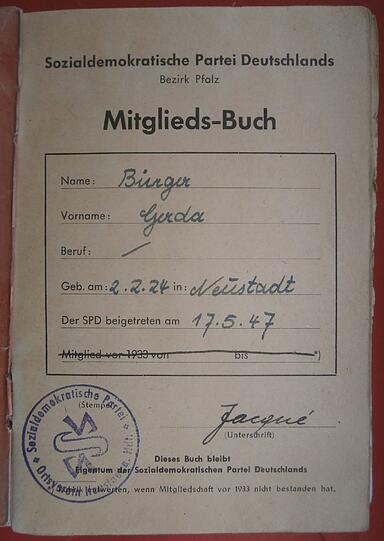 Sozialdemokratische Partei Deutschlands
Bezirk Pfalz
Mitglieds-Buch
Name: Bürger
Vorname: Gerda
Beruf: /
Geb. am: 2.2.24 in: Neustadt
Der SPD beigetreten am 17.5.47
Mitglied vor 1933 von bis *)
(Stempel)
Jacqué
(Unterschrift)
Sozialdemokratische Partei
Ortsverein Neustadt
Dieses Buch bleibt
Eigentum der Sozialdemokratischen Partei Deutschlands
entwerten, wenn Mitgliedschaft vor 1933 nicht bestanden hat.